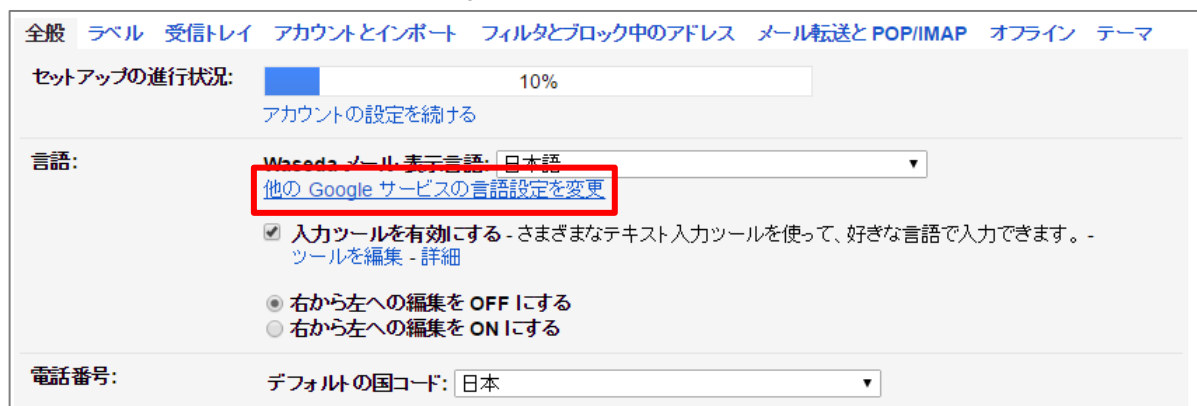 全般 ラベル 受信トレイ アカウントとインポート フィルタとブロック中のアドレス メール転送と POP/IMAP オフライン テーマ
セットアップの進行状況: 10%
アカウントの設定を続ける
言語: Waseda メール 表示言語: 日本語
他の Google サービスの言語設定を変更
入力ツールを有効にする - さまざまなテキスト入力ツールを使って、好きな言語で入力できます。 -
ツールを編集 - 詳細
右から左への編集を OFF にする
右から左への編集を ON にする
電話番号: デフォルトの国コード: 日本